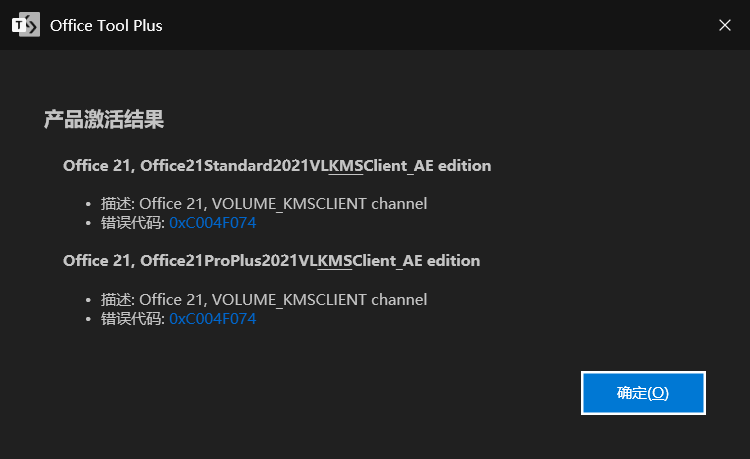 Office Tool Plus
产品激活结果
Office 21, Office21Standard2021VLKMSClient_AE edition
• 描述: Office 21, VOLUME_KMSCLIENT channel
• 错误代码: 0xC004F074
Office 21, Office21ProPlus2021VLKMSClient_AE edition
• 描述: Office 21, VOLUME_KMSCLIENT channel
• 错误代码: 0xC004F074
确定(O)